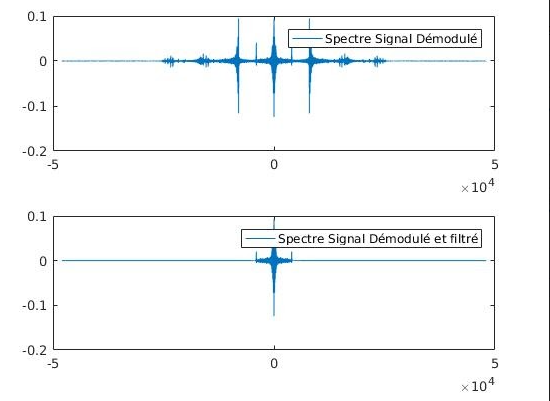 0.1
Spectre Signal Démodulé
0
-0.1
-0.2
-5 0 5
×10⁴
0.1
Spectre Signal Démodulé et filtré
0
-0.1
-0.2
-5 0 5
×10⁴